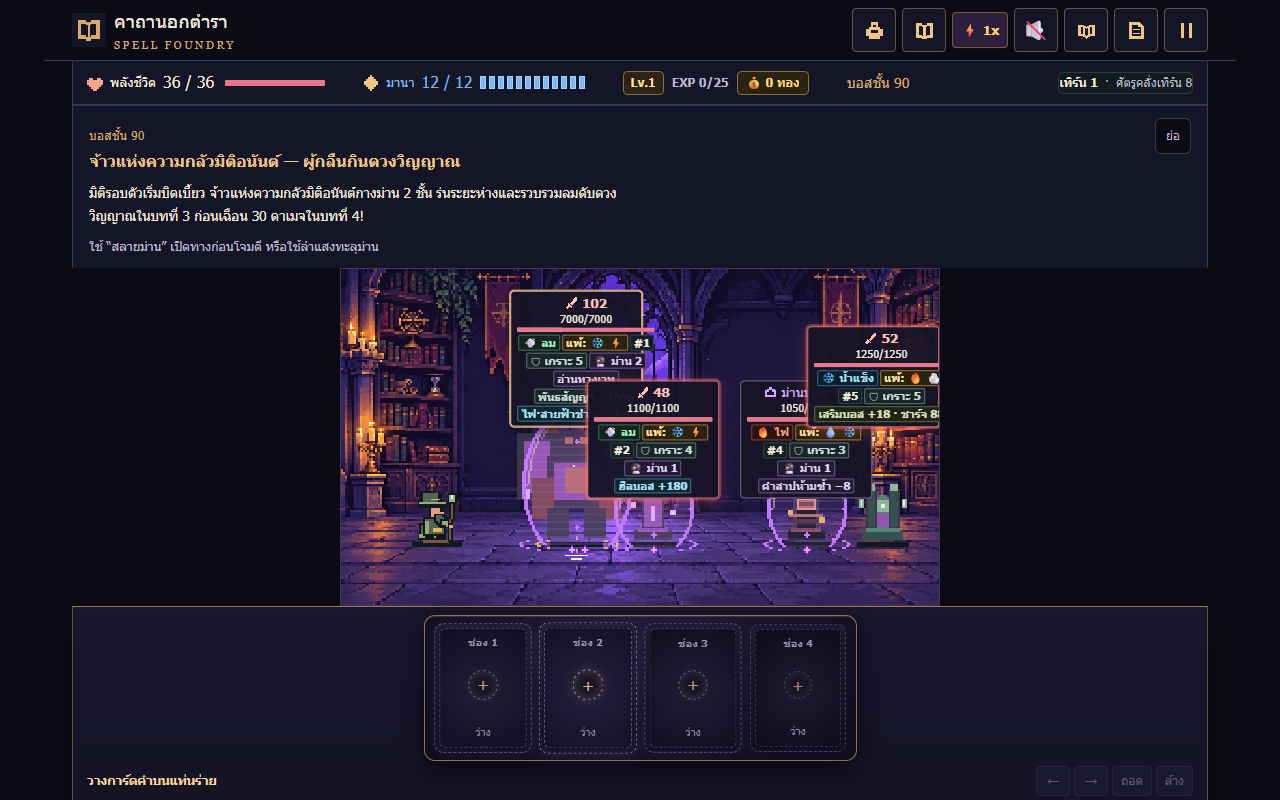 คาถานอกตำรา
SPELL FOUNDRY
1x
พลังชีวิต 36 / 36
มานา 12 / 12
Lv.1 EXP 0/25 0 ทอง
บอสชั้น 90
เทิร์น 1 · ศัตรูคลั่งเทิร์น 8
บอสชั้น 90
ย่อ
จ้าวแห่งความกลัวมิติอนันต์ — ผู้กลืนกินดวงวิญญาณ
มิติรอบตัวเริ่มบิดเบี้ยว จ้าวแห่งความกลัวมิติอนันต์กางม่าน 2 ชั้น ร่นระยะห่างและรวบรวมลมดับดวง
วิญญาณในบทที่ 3 ก่อนเฉือน 30 ดาเมจในบทที่ 4!
ใช้ “สลายม่าน” เปิดทางก่อนโจมตี หรือใช้ลำแสงทะลุม่าน
102
7000/7000
ลม แพ้: #1
เกราะ 5 ม่าน 2
48
1100/1100
ลม แพ้:
#2 เกราะ 4
ม่าน 1
ฮีลบอส +180
1050/
ไฟ แพ้:
#4 เกราะ 3
ม่าน 1
คำสาปห้ามซ้ำ −8
52
1250/1250
น้ำแข็ง แพ้:
#5 เกราะ 5
เสริมบอส +18 · ชาร์จ
ช่อง 1
+
ว่าง
ช่อง 2
+
ว่าง
ช่อง 3
+
ว่าง
ช่อง 4
+
ว่าง
วางการ์ดคำบนแท่นร่าย
← → ถอด ล้าง